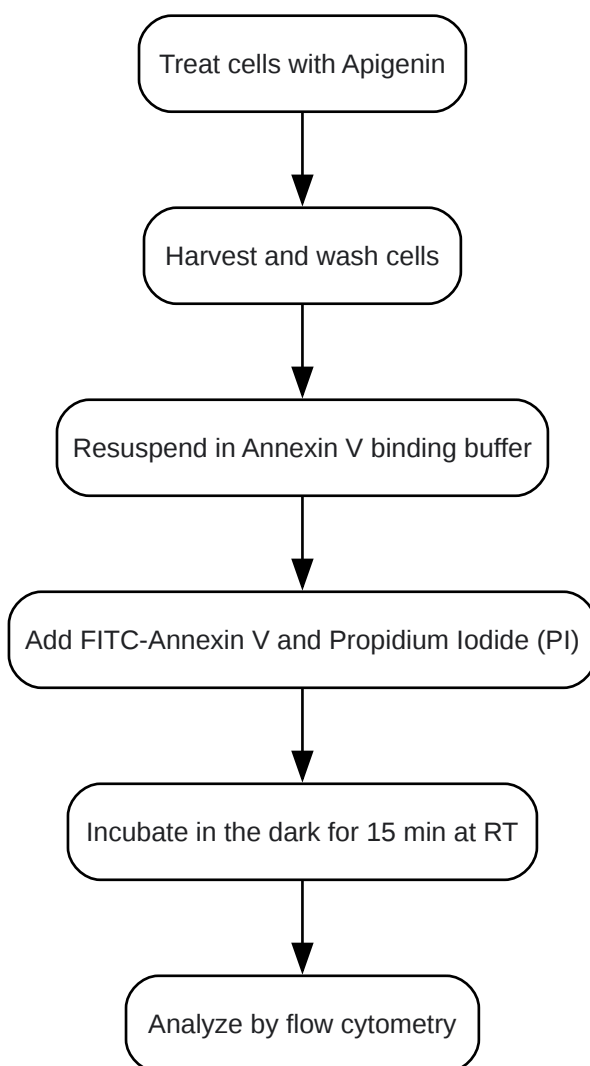 Treat cells with Apigenin
Harvest and wash cells
Resuspend in Annexin V binding buffer
Add FITC-Annexin V and Propidium Iodide (PI)
Incubate in the dark for 15 min at RT
Analyze by flow cytometry